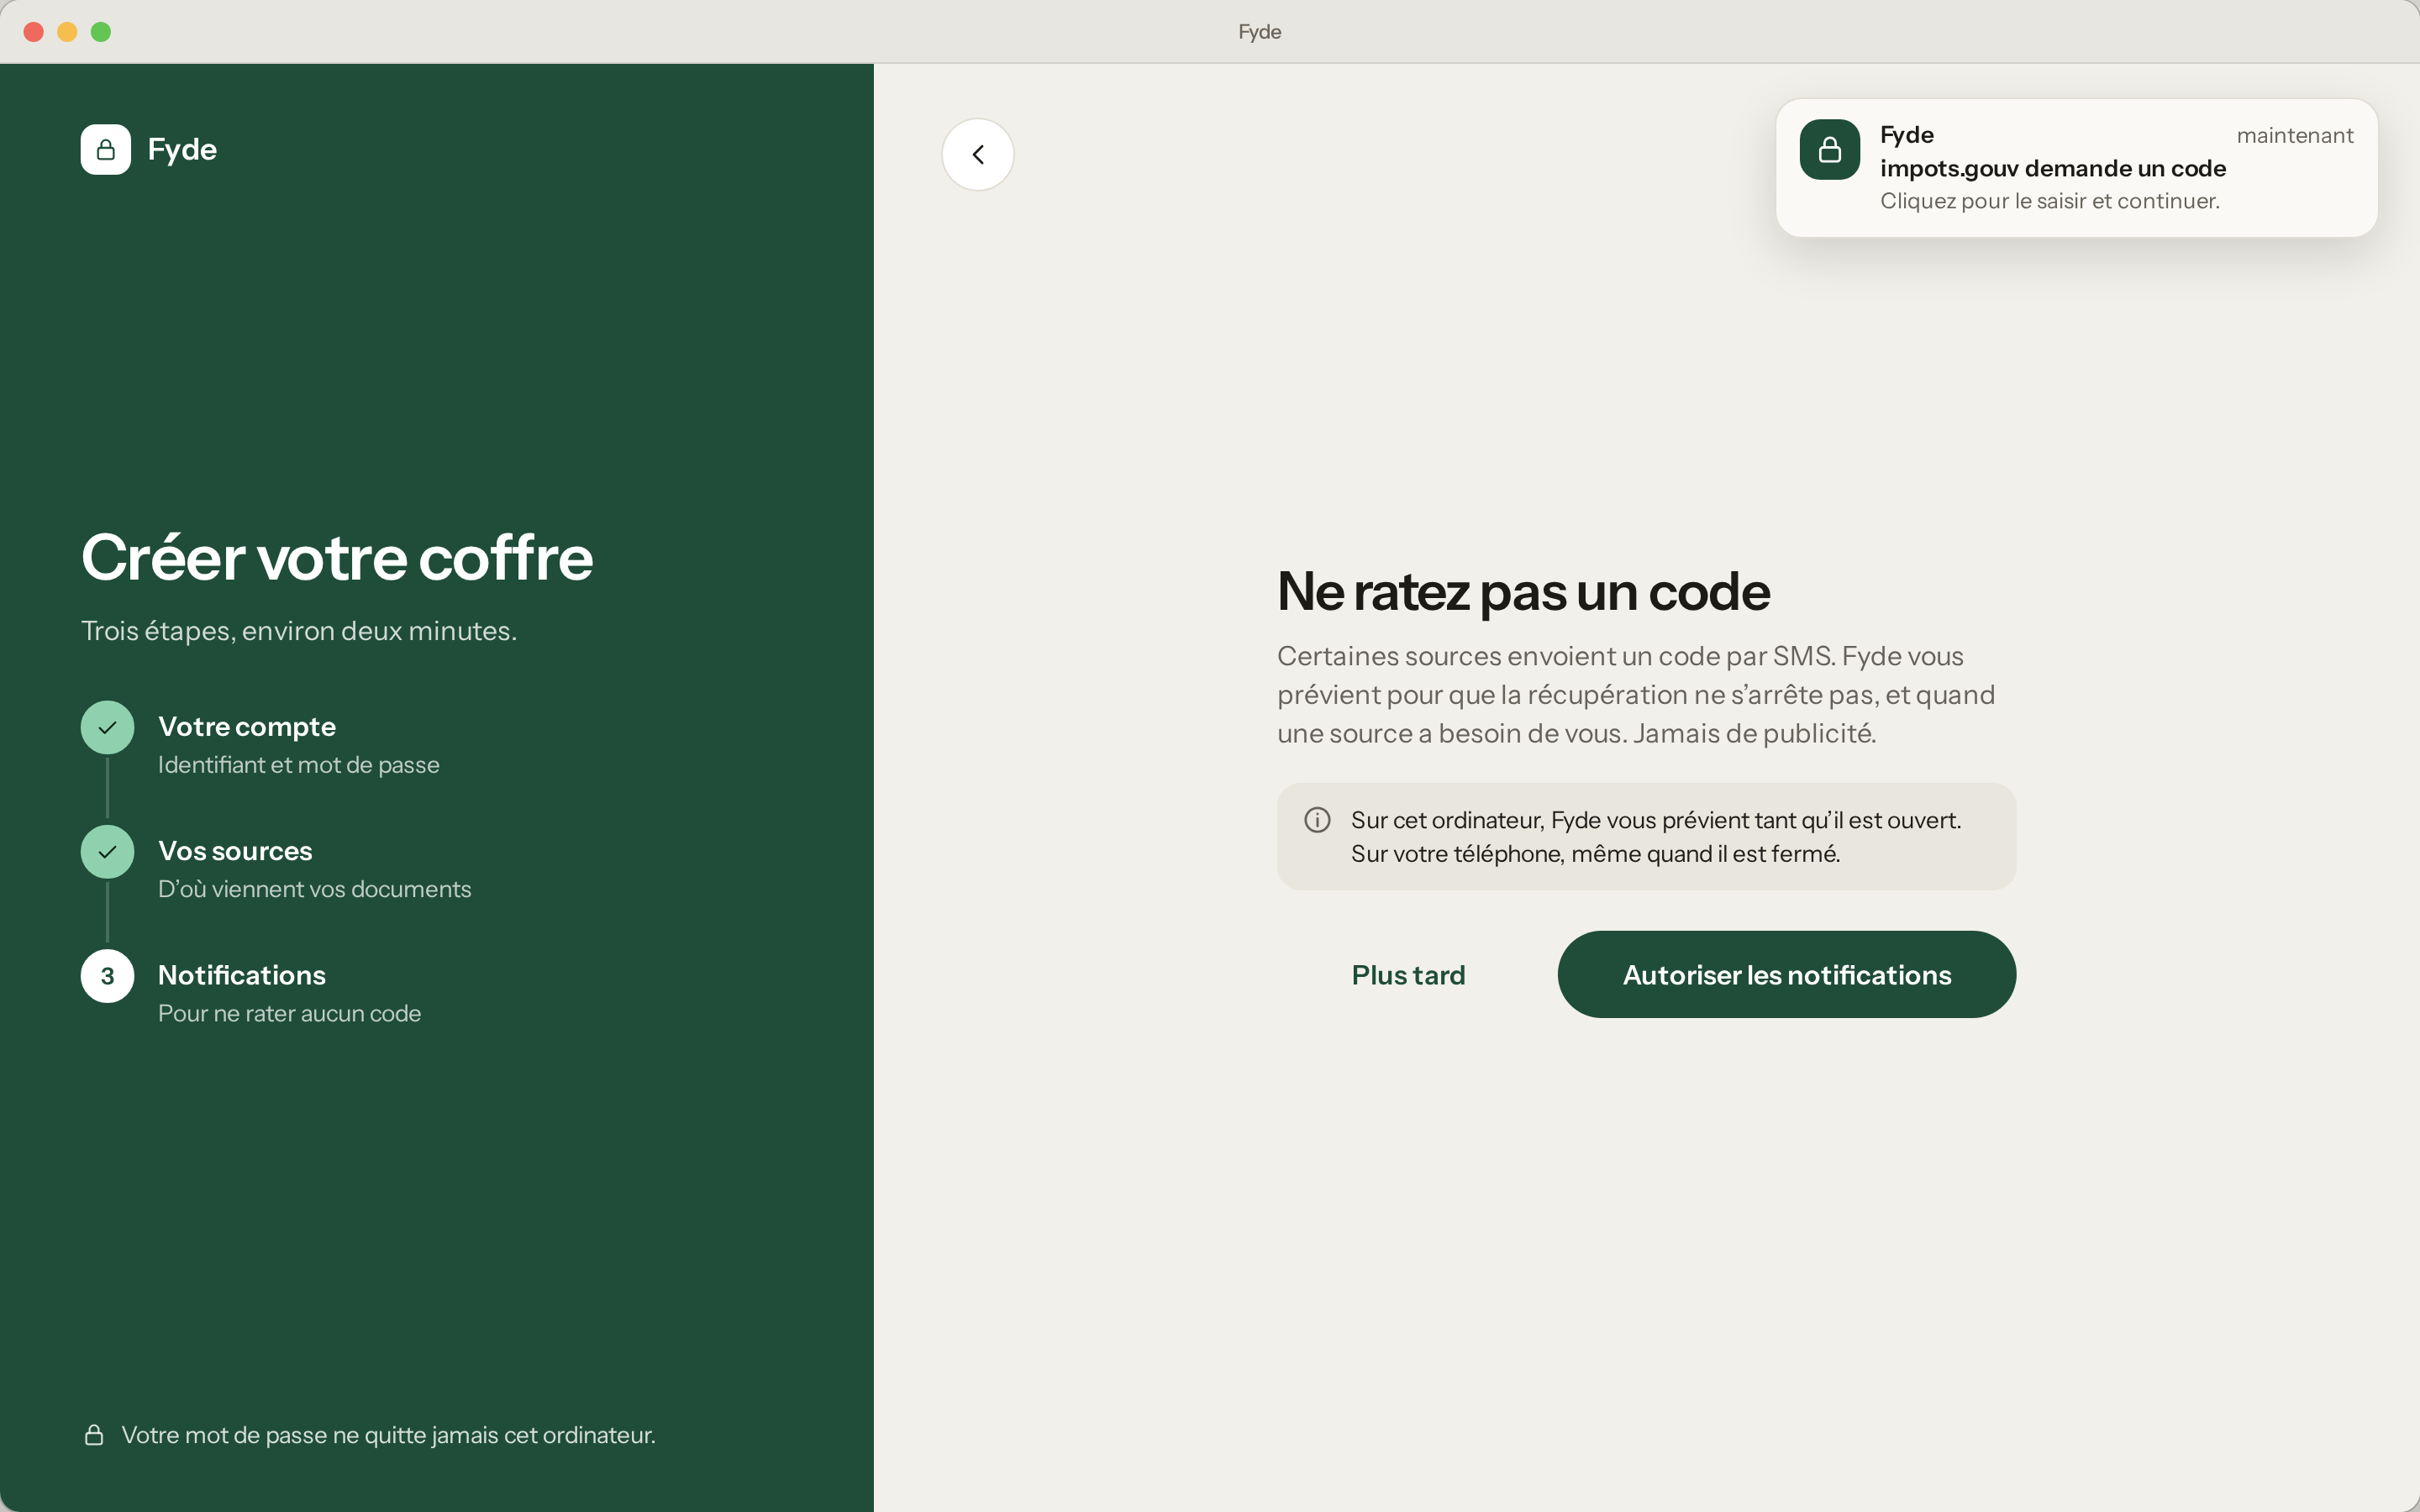 Fyde
Fyde
Créer votre coffre
Trois étapes, environ deux minutes.
Votre compte
Identifiant et mot de passe
Vos sources
D’où viennent vos documents
3
Notifications
Pour ne rater aucun code
Votre mot de passe ne quitte jamais cet ordinateur.
Fyde maintenant
impots.gouv demande un code
Cliquez pour le saisir et continuer.
Ne ratez pas un code
Certaines sources envoient un code par SMS. Fyde vous
prévient pour que la récupération ne s’arrête pas, et quand
une source a besoin de vous. Jamais de publicité.
Sur cet ordinateur, Fyde vous prévient tant qu’il est ouvert.
Sur votre téléphone, même quand il est fermé.
Plus tard
Autoriser les notifications